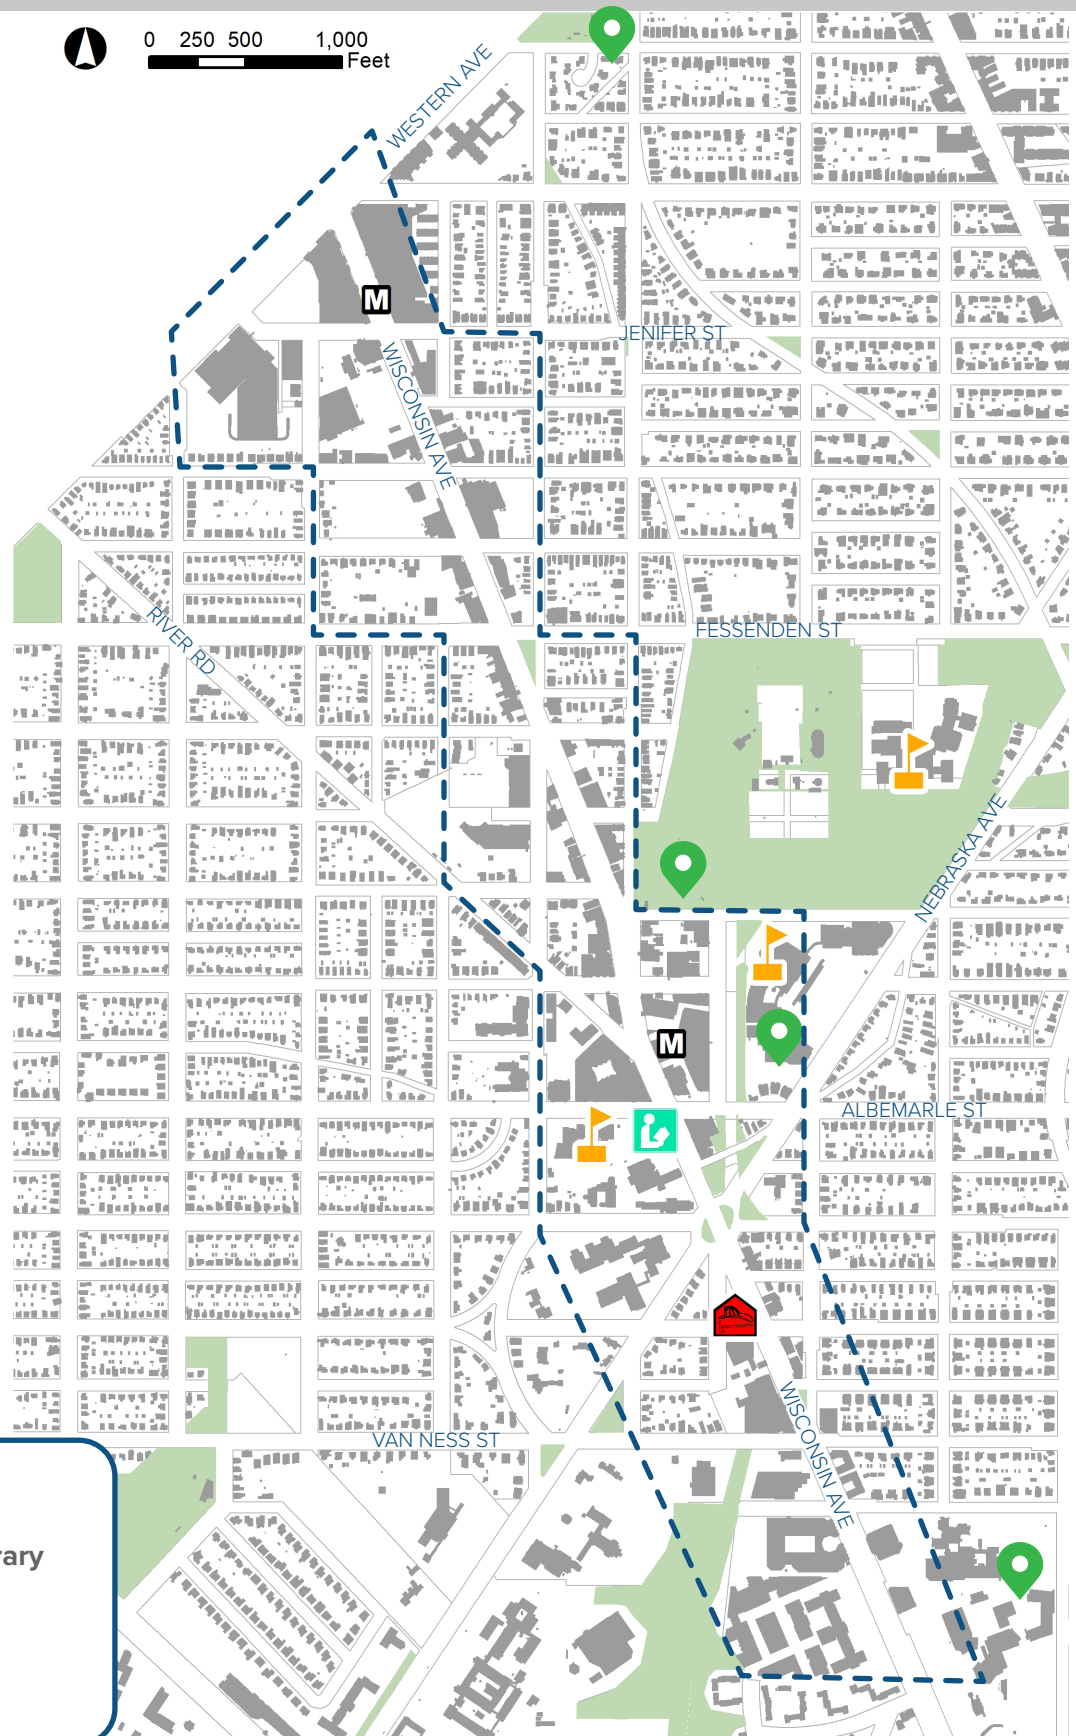 0 250 500 1,000
Feet
WESTERN AVE
M
JENIFER ST
WISCONSIN AVE
RIVER RD
FESSENDEN ST
NEBRASKA AVE
M
ALBEMARLE ST
WISCONSIN AVE
VAN NESS ST
rary